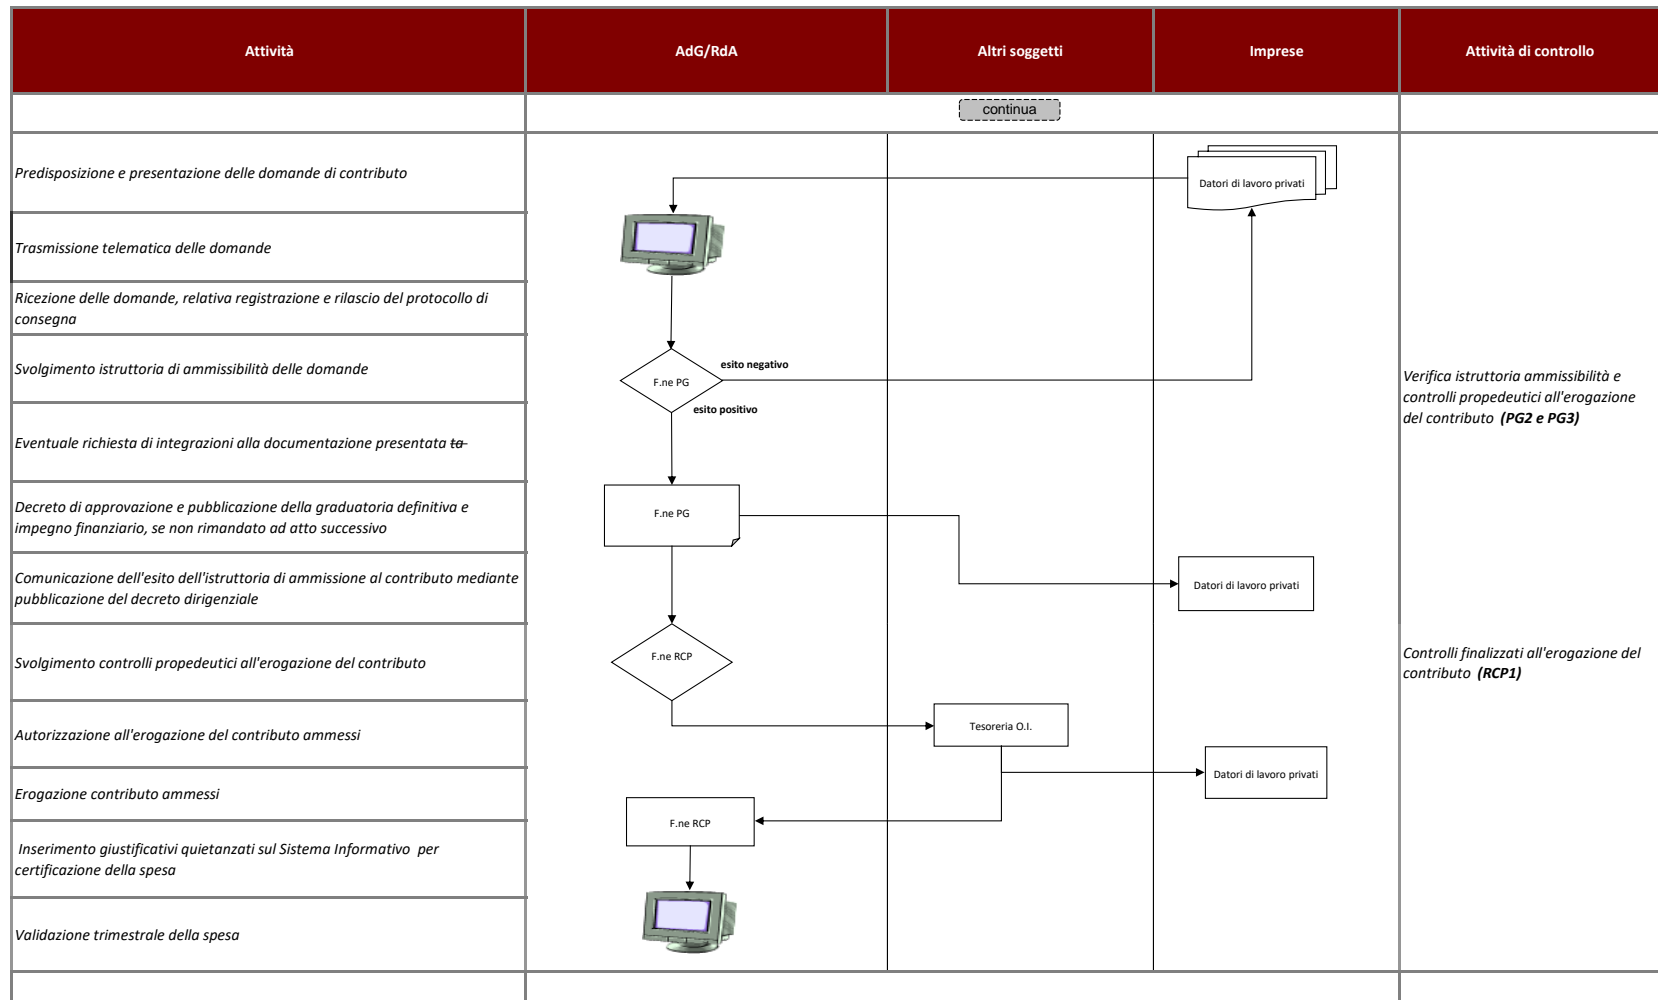 Attività
AdG/RdA
Altri soggetti
Imprese
Attività di controllo
continua
Predisposizione e presentazione delle domande di contributo
Datori di lavoro privati
Trasmissione telematica delle domande
Ricezione delle domande, relativa registrazione e rilascio del protocollo di
consegna
Svolgimento istruttoria di ammissibilità delle domande
F.ne PG
esito negativo
esito positivo
Verifica istruttoria ammissibilità e
controlli propedeutici all'erogazione
del contributo (PG2 e PG3)
Eventuale richiesta di integrazioni alla documentazione presentata ta
Decreto di approvazione e pubblicazione della graduatoria definitiva e
impegno finanziario, se non rimandato ad atto successivo
F.ne PG
Comunicazione dell'esito dell'istruttoria di ammissione al contributo mediante
pubblicazione del decreto dirigenziale
Datori di lavoro privati
Svolgimento controlli propedeutici all'erogazione del contributo
F.ne RCP
Controlli finalizzati all'erogazione del
contributo (RCP1)
Autorizzazione all'erogazione del contributo ammessi
Tesoreria O.I.
Erogazione contributo ammessi
Datori di lavoro privati
F.ne RCP
Inserimento giustificativi quietanzati sul Sistema Informativo per
certificazione della spesa
Validazione trimestrale della spesa